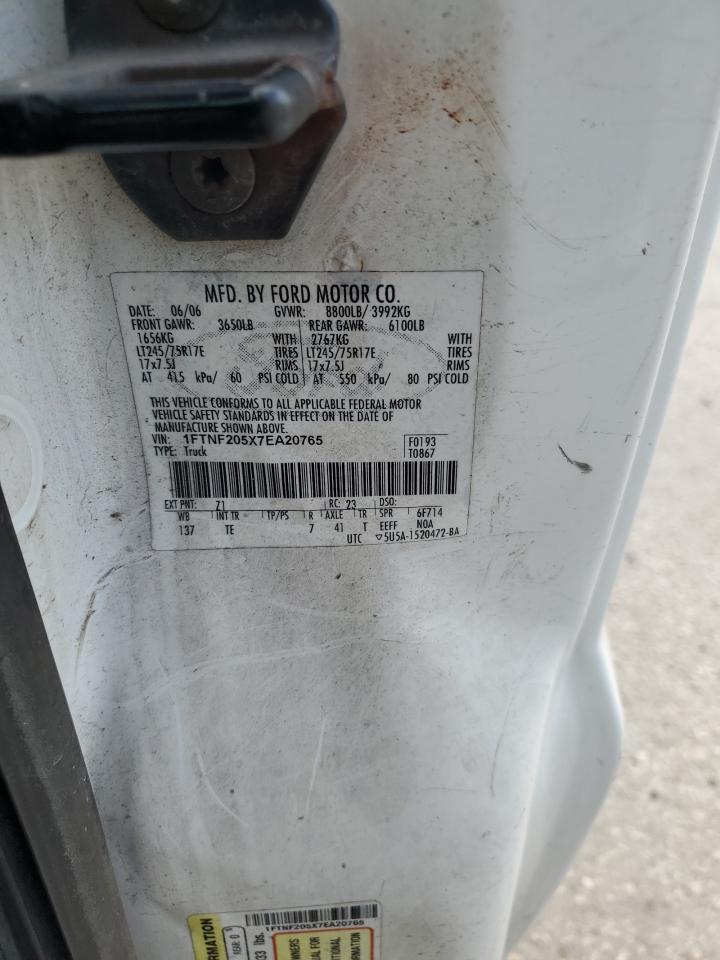 MFD. BY FORD MOTOR CO.
DATE: 06/06 GVWR: 8800LB/ 3992KG
FRONT GAWR: 3650LB REAR GAWR: 6100LB
1656KG WITH 2767KG WITH
LT245/75R17E TIRES LT245/75R17E TIRES
17x7.5J RIMS 17x7.5J RIMS
AT 415 kPa/ 60 PSI COLD AT 550 kPa/ 80 PSI COLD
THIS VEHICLE CONFORMS TO ALL APPLICABLE FEDERAL MOTOR
VEHICLE SAFETY STANDARDS IN EFFECT ON THE DATE OF
MANUFACTURE SHOWN ABOVE.
VIN: 1FTNF205X7EA20765 F0193
TYPE: Truck T0867
EXT PNT: Z1 RC: 23 DSO:
WB INT TR TP/PS R AXLE TR SPR 6F714
137 TE 7 41 T EEFF NOA
UTC ▽5U5A-1520472-BA
1FTNF205X7EA20765
REAR: 0
33 lbs.